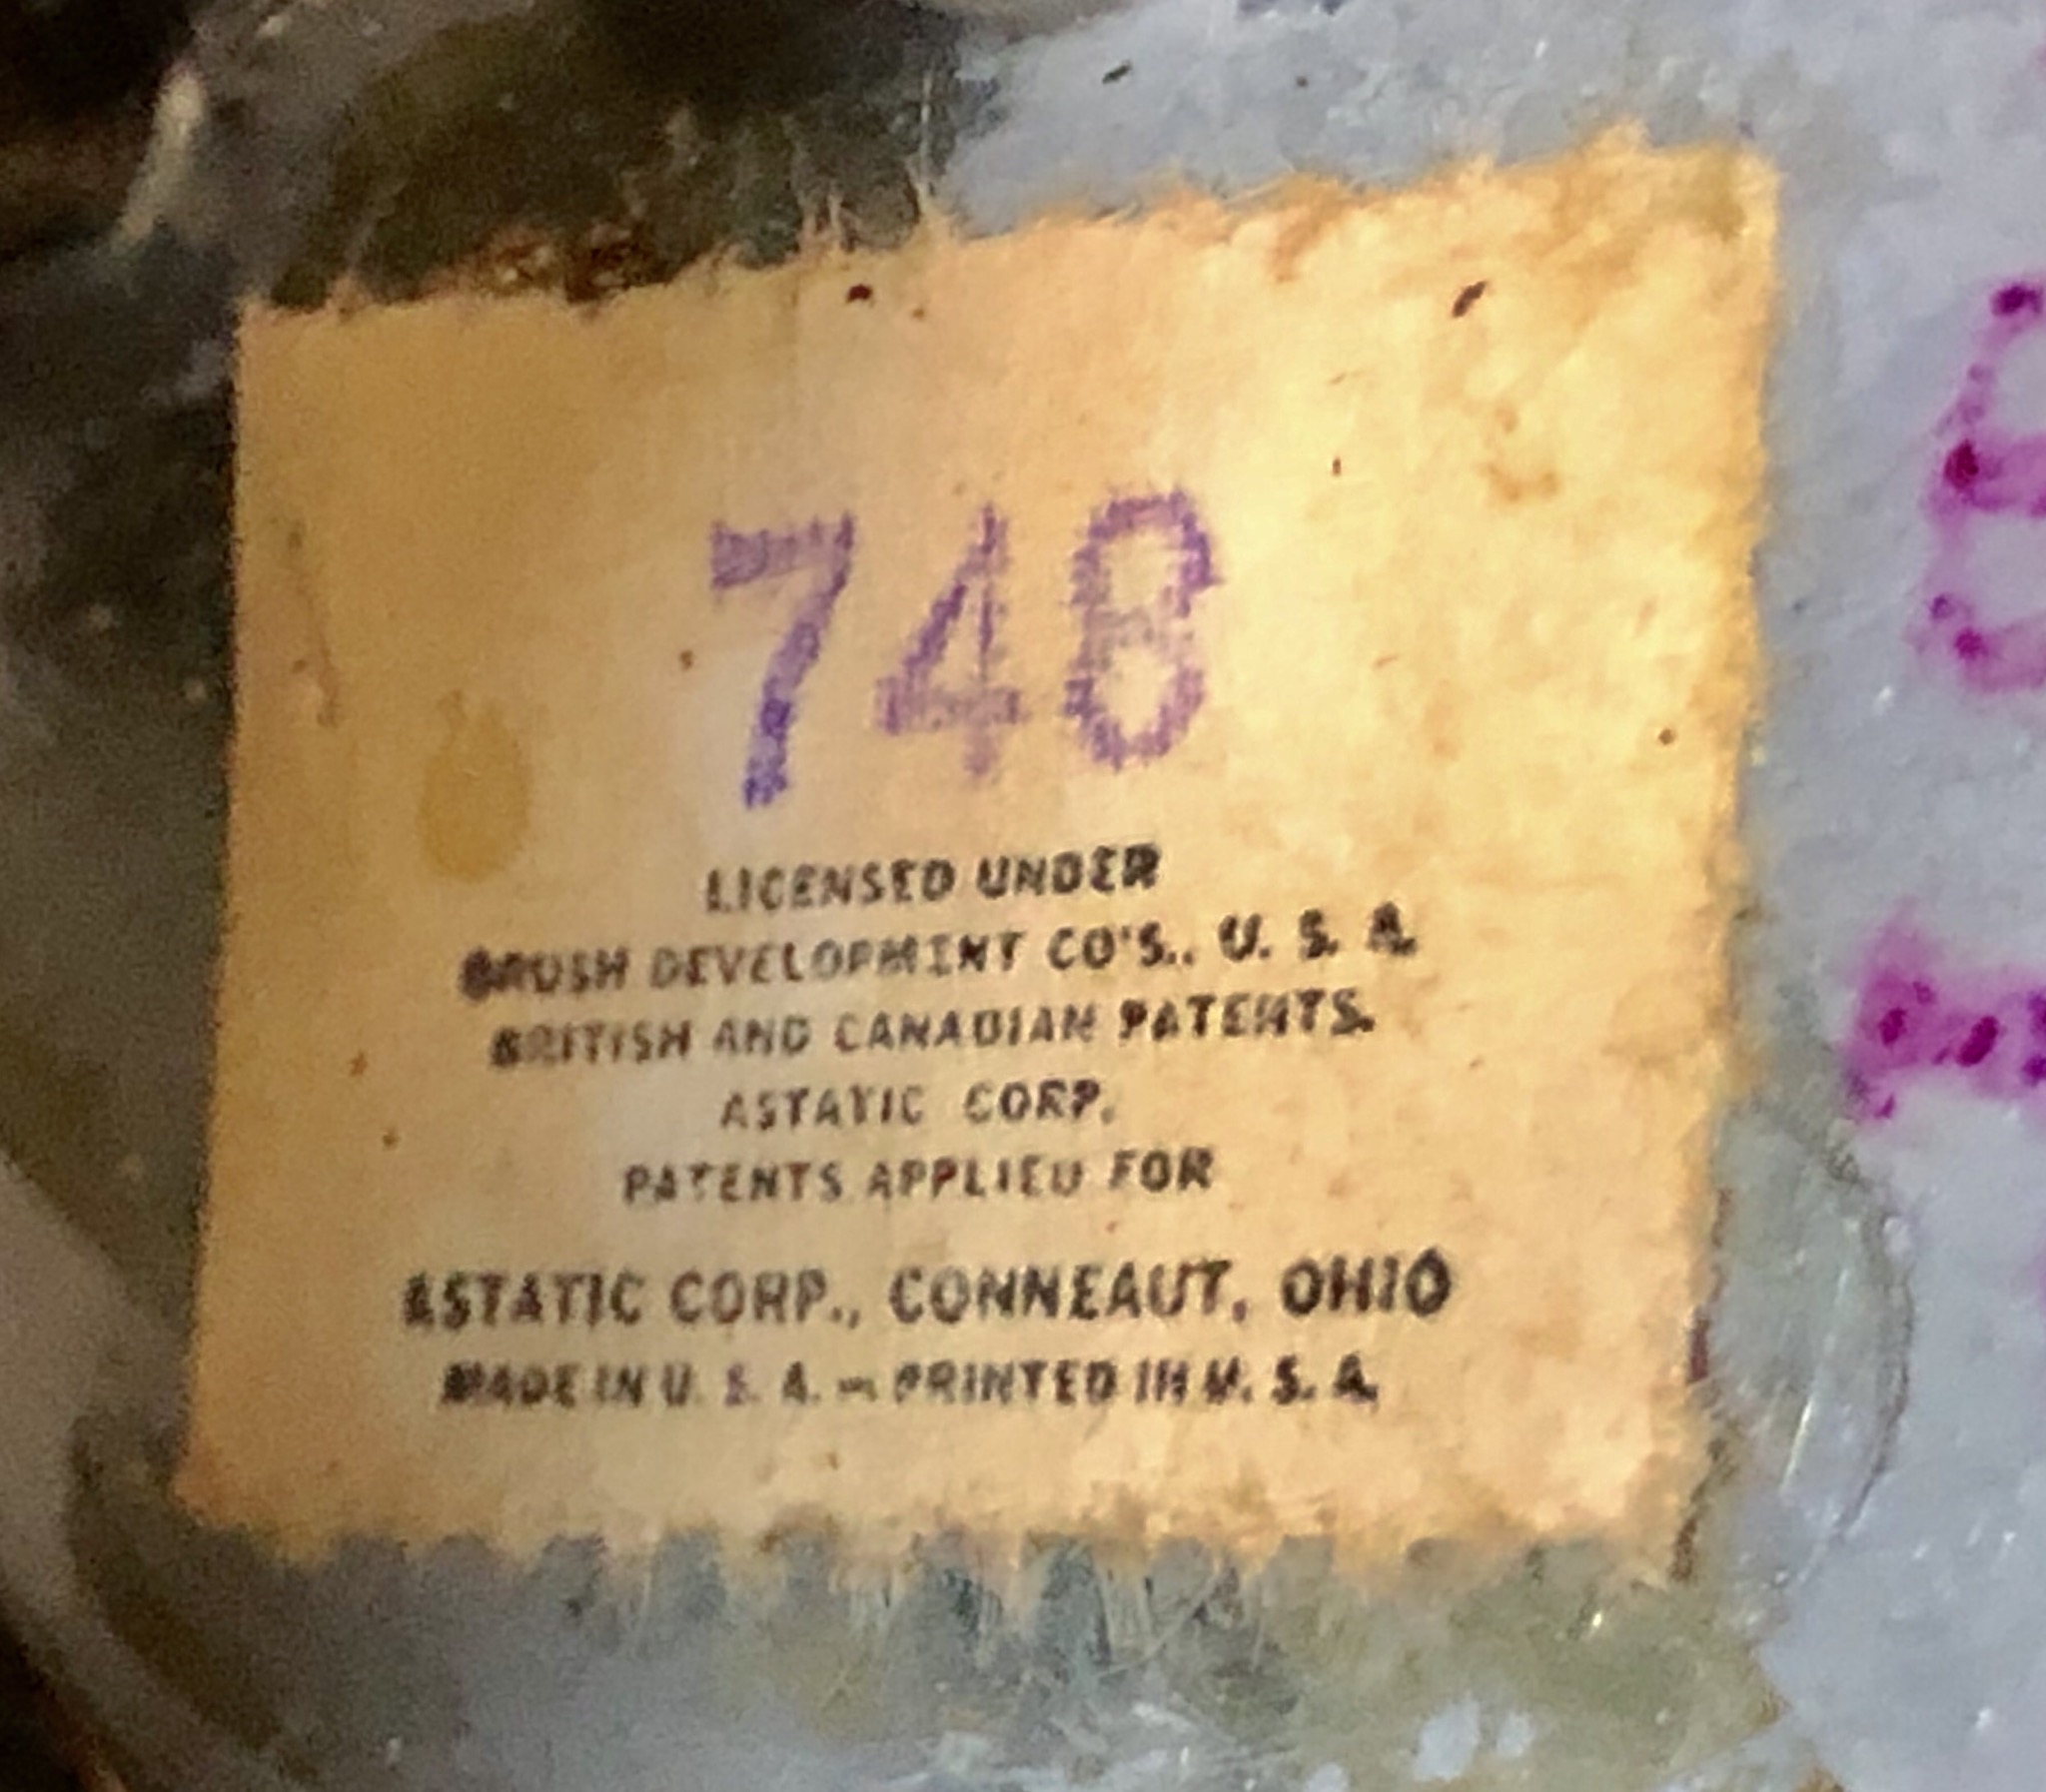 748
LICENSED UNDER
BRUSH DEVELOPMENT CO'S., U. S. A.
BRITISH AND CANADIAN PATENTS.
ASTATIC CORP.
PATENTS APPLIED FOR
ASTATIC CORP., CONNEAUT, OHIO
MADE IN U. S. A. — PRINTED IN U. S. A.